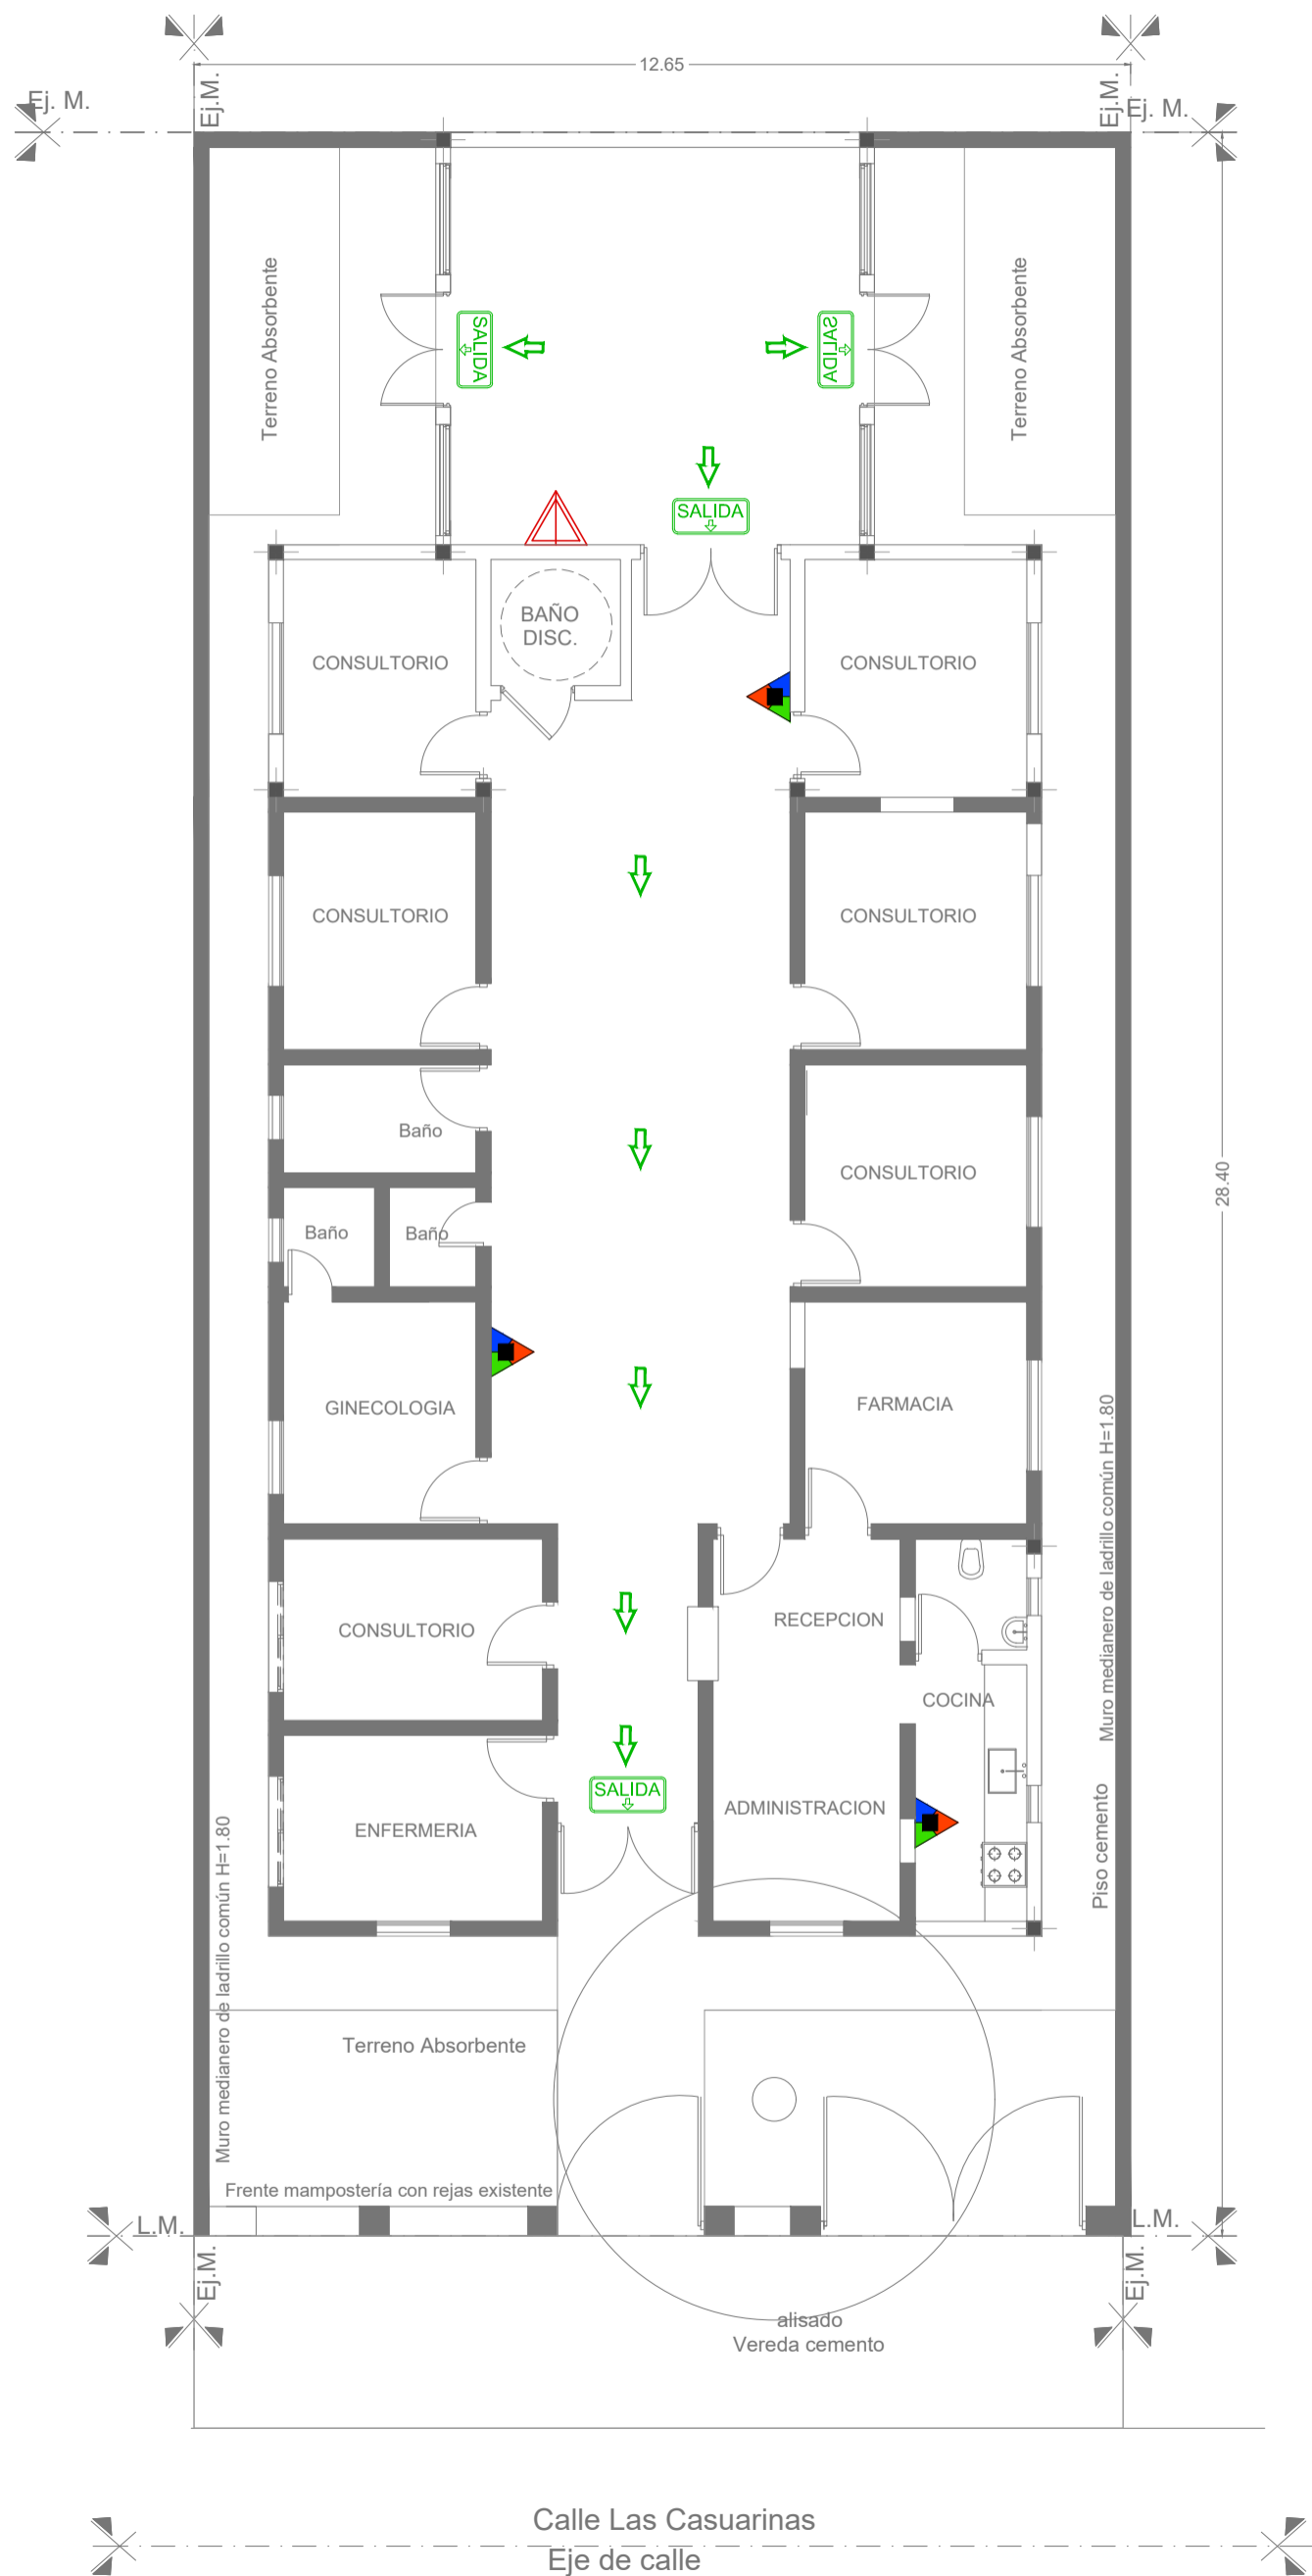 12.65
Ej.M.
Ej.M.
Ej. M.
Ej. M.
Terreno Absorbente
Terreno Absorbente
SALIDA
SALIDA
SALIDA
BAÑO
DISC.
CONSULTORIO
CONSULTORIO
CONSULTORIO
CONSULTORIO
Baño
CONSULTORIO
28.40
Baño
Baño
GINECOLOGIA
FARMACIA
Muro medianero de ladrillo común H=1.80
RECEPCION
CONSULTORIO
COCINA
SALIDA
ADMINISTRACION
ENFERMERIA
Piso cemento
Muro medianero de ladrillo común H=1.80
Terreno Absorbente
Frente mampostería con rejas existente
L.M.
L.M.
Ej.M.
Ej.M.
alisado
Vereda cemento
Calle Las Casuarinas
Eje de calle